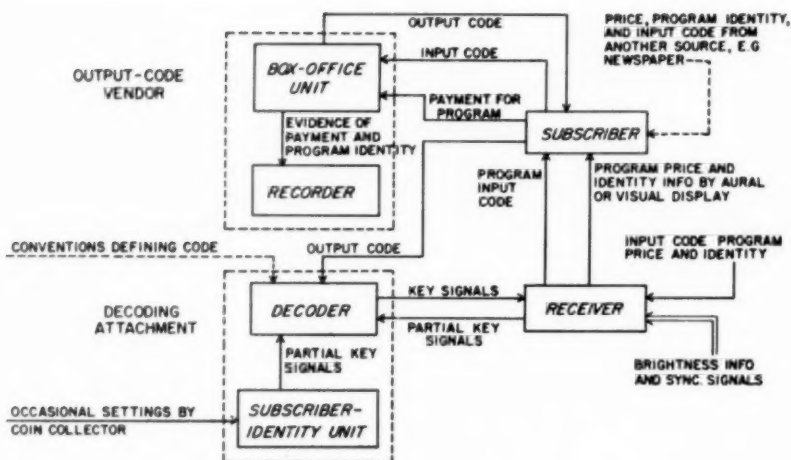 OUTPUT CODE
PRICE, PROGRAM IDENTITY,
AND INPUT CODE FROM
ANOTHER SOURCE, E.G
NEWSPAPER
INPUT CODE
OUTPUT-CODE
VENDOR
BOX-OFFICE
UNIT
PAYMENT FOR
PROGRAM
SUBSCRIBER
EVIDENCE OF
PAYMENT AND
PROGRAM IDENTITY
RECORDER
PROGRAM
INPUT
CODE
PROGRAM PRICE AND
IDENTITY INFO BY AURAL
OR VISUAL DISPLAY
CONVENTIONS DEFINING CODE
OUTPUT CODE
INPUT CODE PROGRAM
PRICE AND IDENTITY
DECODING
ATTACHMENT
DECODER
KEY SIGNALS
RECEIVER
PARTIAL KEY
SIGNALS
PARTIAL KEY
SIGNALS
BRIGHTNESS INFO
AND SYNC. SIGNALS
OCCASIONAL SETTINGS BY
COIN COLLECTOR
SUBSCRIBER-
IDENTITY UNIT